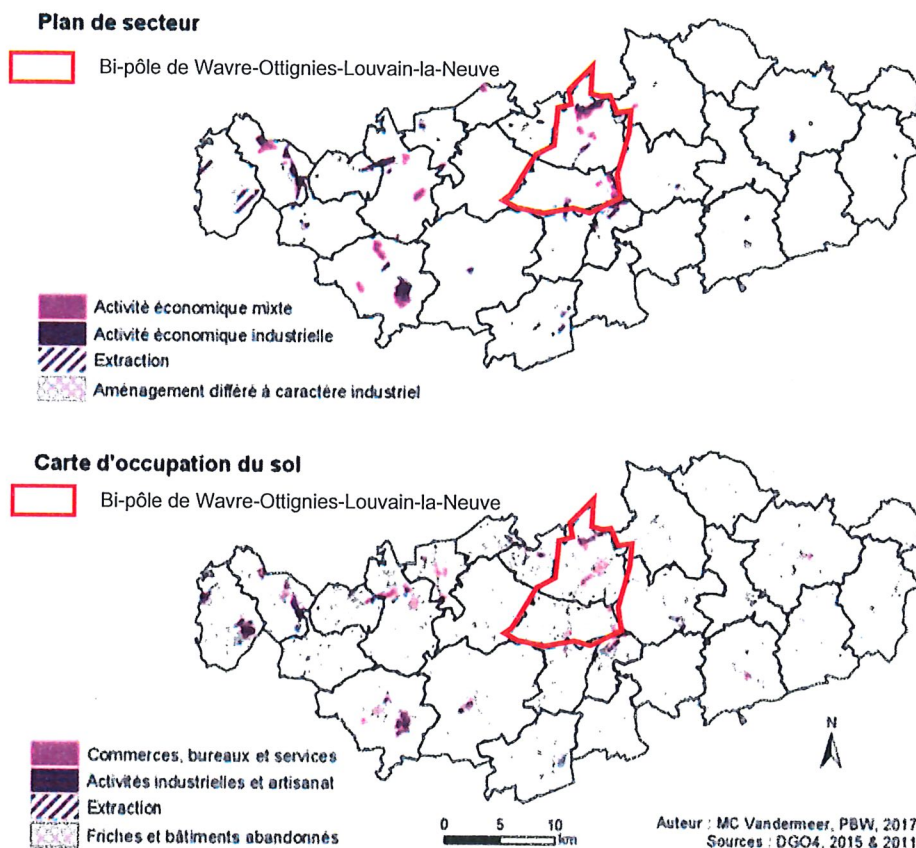 Plan de secteur
Bi-pôle de Wavre-Ottignies-Louvain-la-Neuve
Activité économique mixte
Activité économique industrielle
Extraction
Aménagement différé à caractère industriel
Carte d'occupation du sol
Bi-pôle de Wavre-Ottignies-Louvain-la-Neuve
N
Commerces, bureaux et services
Activités industrielles et artisanat
Extraction
Friches et bâtiments abandonnés
0 5 10
km
Auteur : MC Vandermeer, PBW, 2017
Sources : DGO4, 2015 & 2011